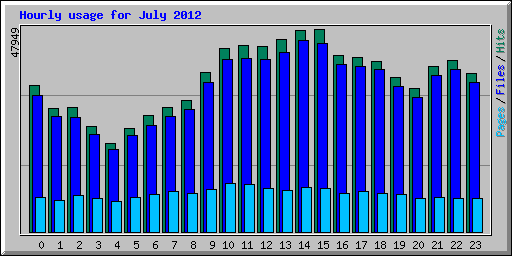 Hourly usage for July 2012
47949
Pages / Files / Hits
0 1 2 3 4 5 6 7 8 9 10 11 12 13 14 15 16 17 18 19 20 21 22 23